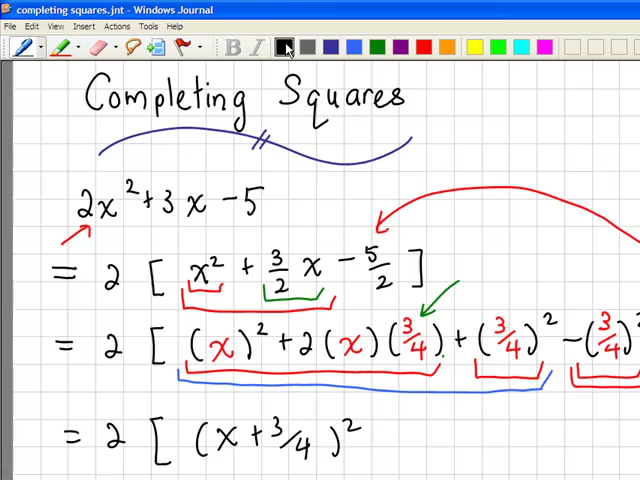 completing squares.jnt - Windows Journal
File Edit View Insert Actions Tools Help
B I
Completing Squares
2x² + 3x - 5
= 2 [ x² + 3/2 x - 5/2 ]
= 2 [ (x)² + 2(x)(3/4) + (3/4)² - (3/4)²
= 2 [ (x + 3/4)²